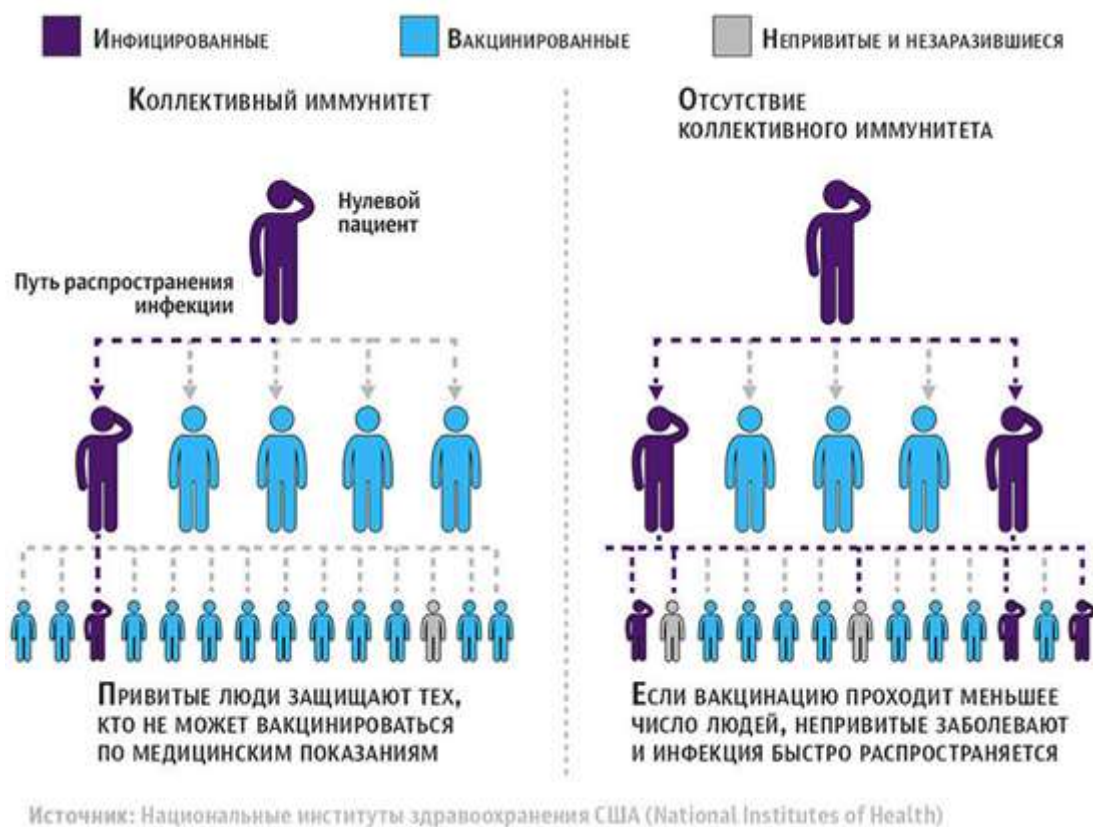 Инфицированные
Вакцинированные
Непривитые и незаразившиеся
Коллективный иммунитет
Отсутствие
коллективного иммунитета
Нулевой
пациент
Путь распространения
инфекции
Привитые люди защищают тех,
кто не может вакцинироваться
по медицинским показаниям
Если вакцинацию проходит меньшее
число людей, непривитые заболевают
и инфекция быстро распространяется
Источник: Национальные институты здравоохранения США (National Institutes of Health)